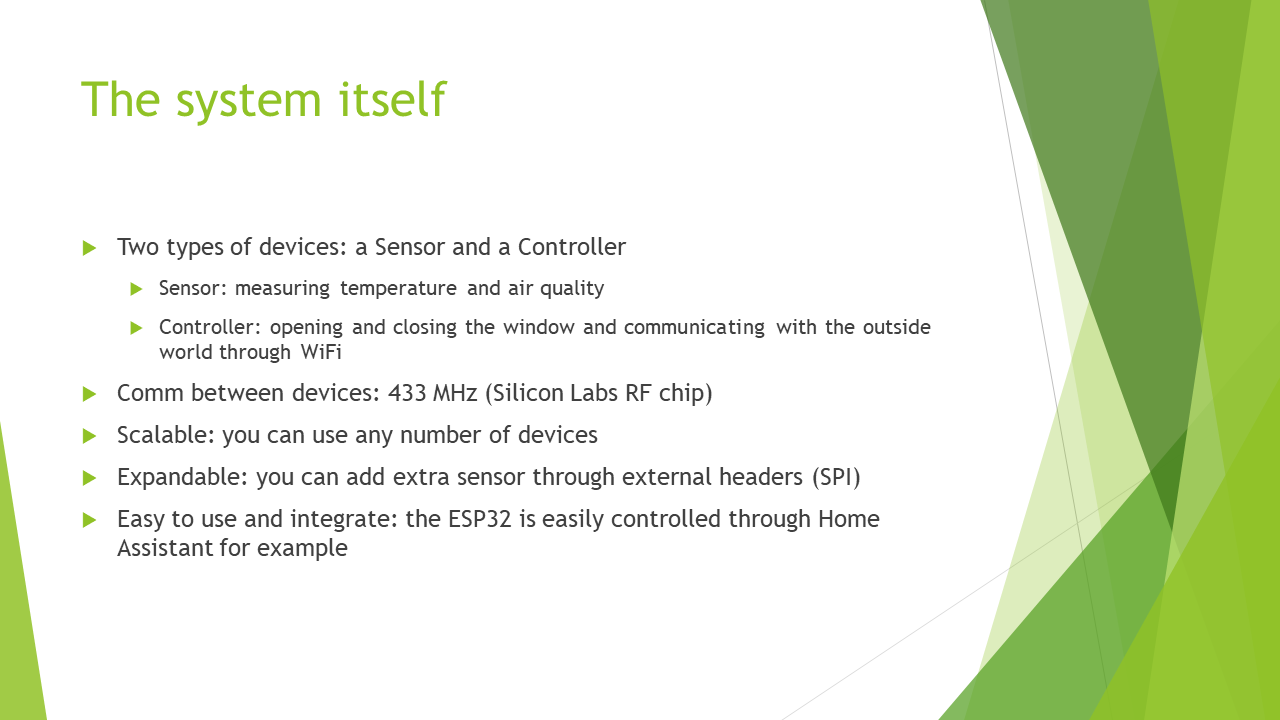 The system itself
Two types of devices: a Sensor and a Controller
Sensor: measuring temperature and air quality
Controller: opening and closing the window and communicating with the outside
world through WiFi
Comm between devices: 433 MHz (Silicon Labs RF chip)
Scalable: you can use any number of devices
Expandable: you can add extra sensor through external headers (SPI)
Easy to use and integrate: the ESP32 is easily controlled through Home
Assistant for example